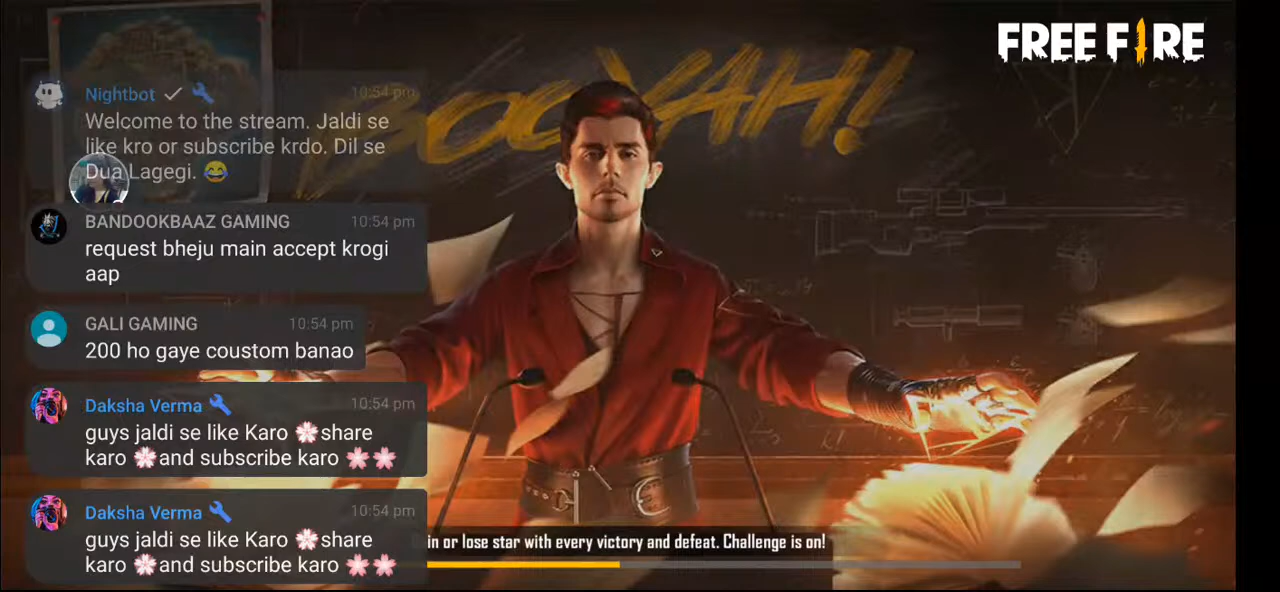 FREE FIRE
BOOYAH!
Nightbot
10:54 pm
Welcome to the stream. Jaldi se
like kro or subscribe krdo. Dil se
Dua Lagegi. 😂
BANDOOKBAAZ GAMING
10:54 pm
request bheju main accept krogi
aap
GALI GAMING
10:54 pm
200 ho gaye coustom banao
Daksha Verma
10:54 pm
guys jaldi se like Karo 🌸share
karo 🌸and subscribe karo 🌸🌸
Daksha Verma
10:54 pm
guys jaldi se like Karo 🌸share
karo 🌸and subscribe karo 🌸🌸
in or lose star with every victory and defeat. Challenge is on!